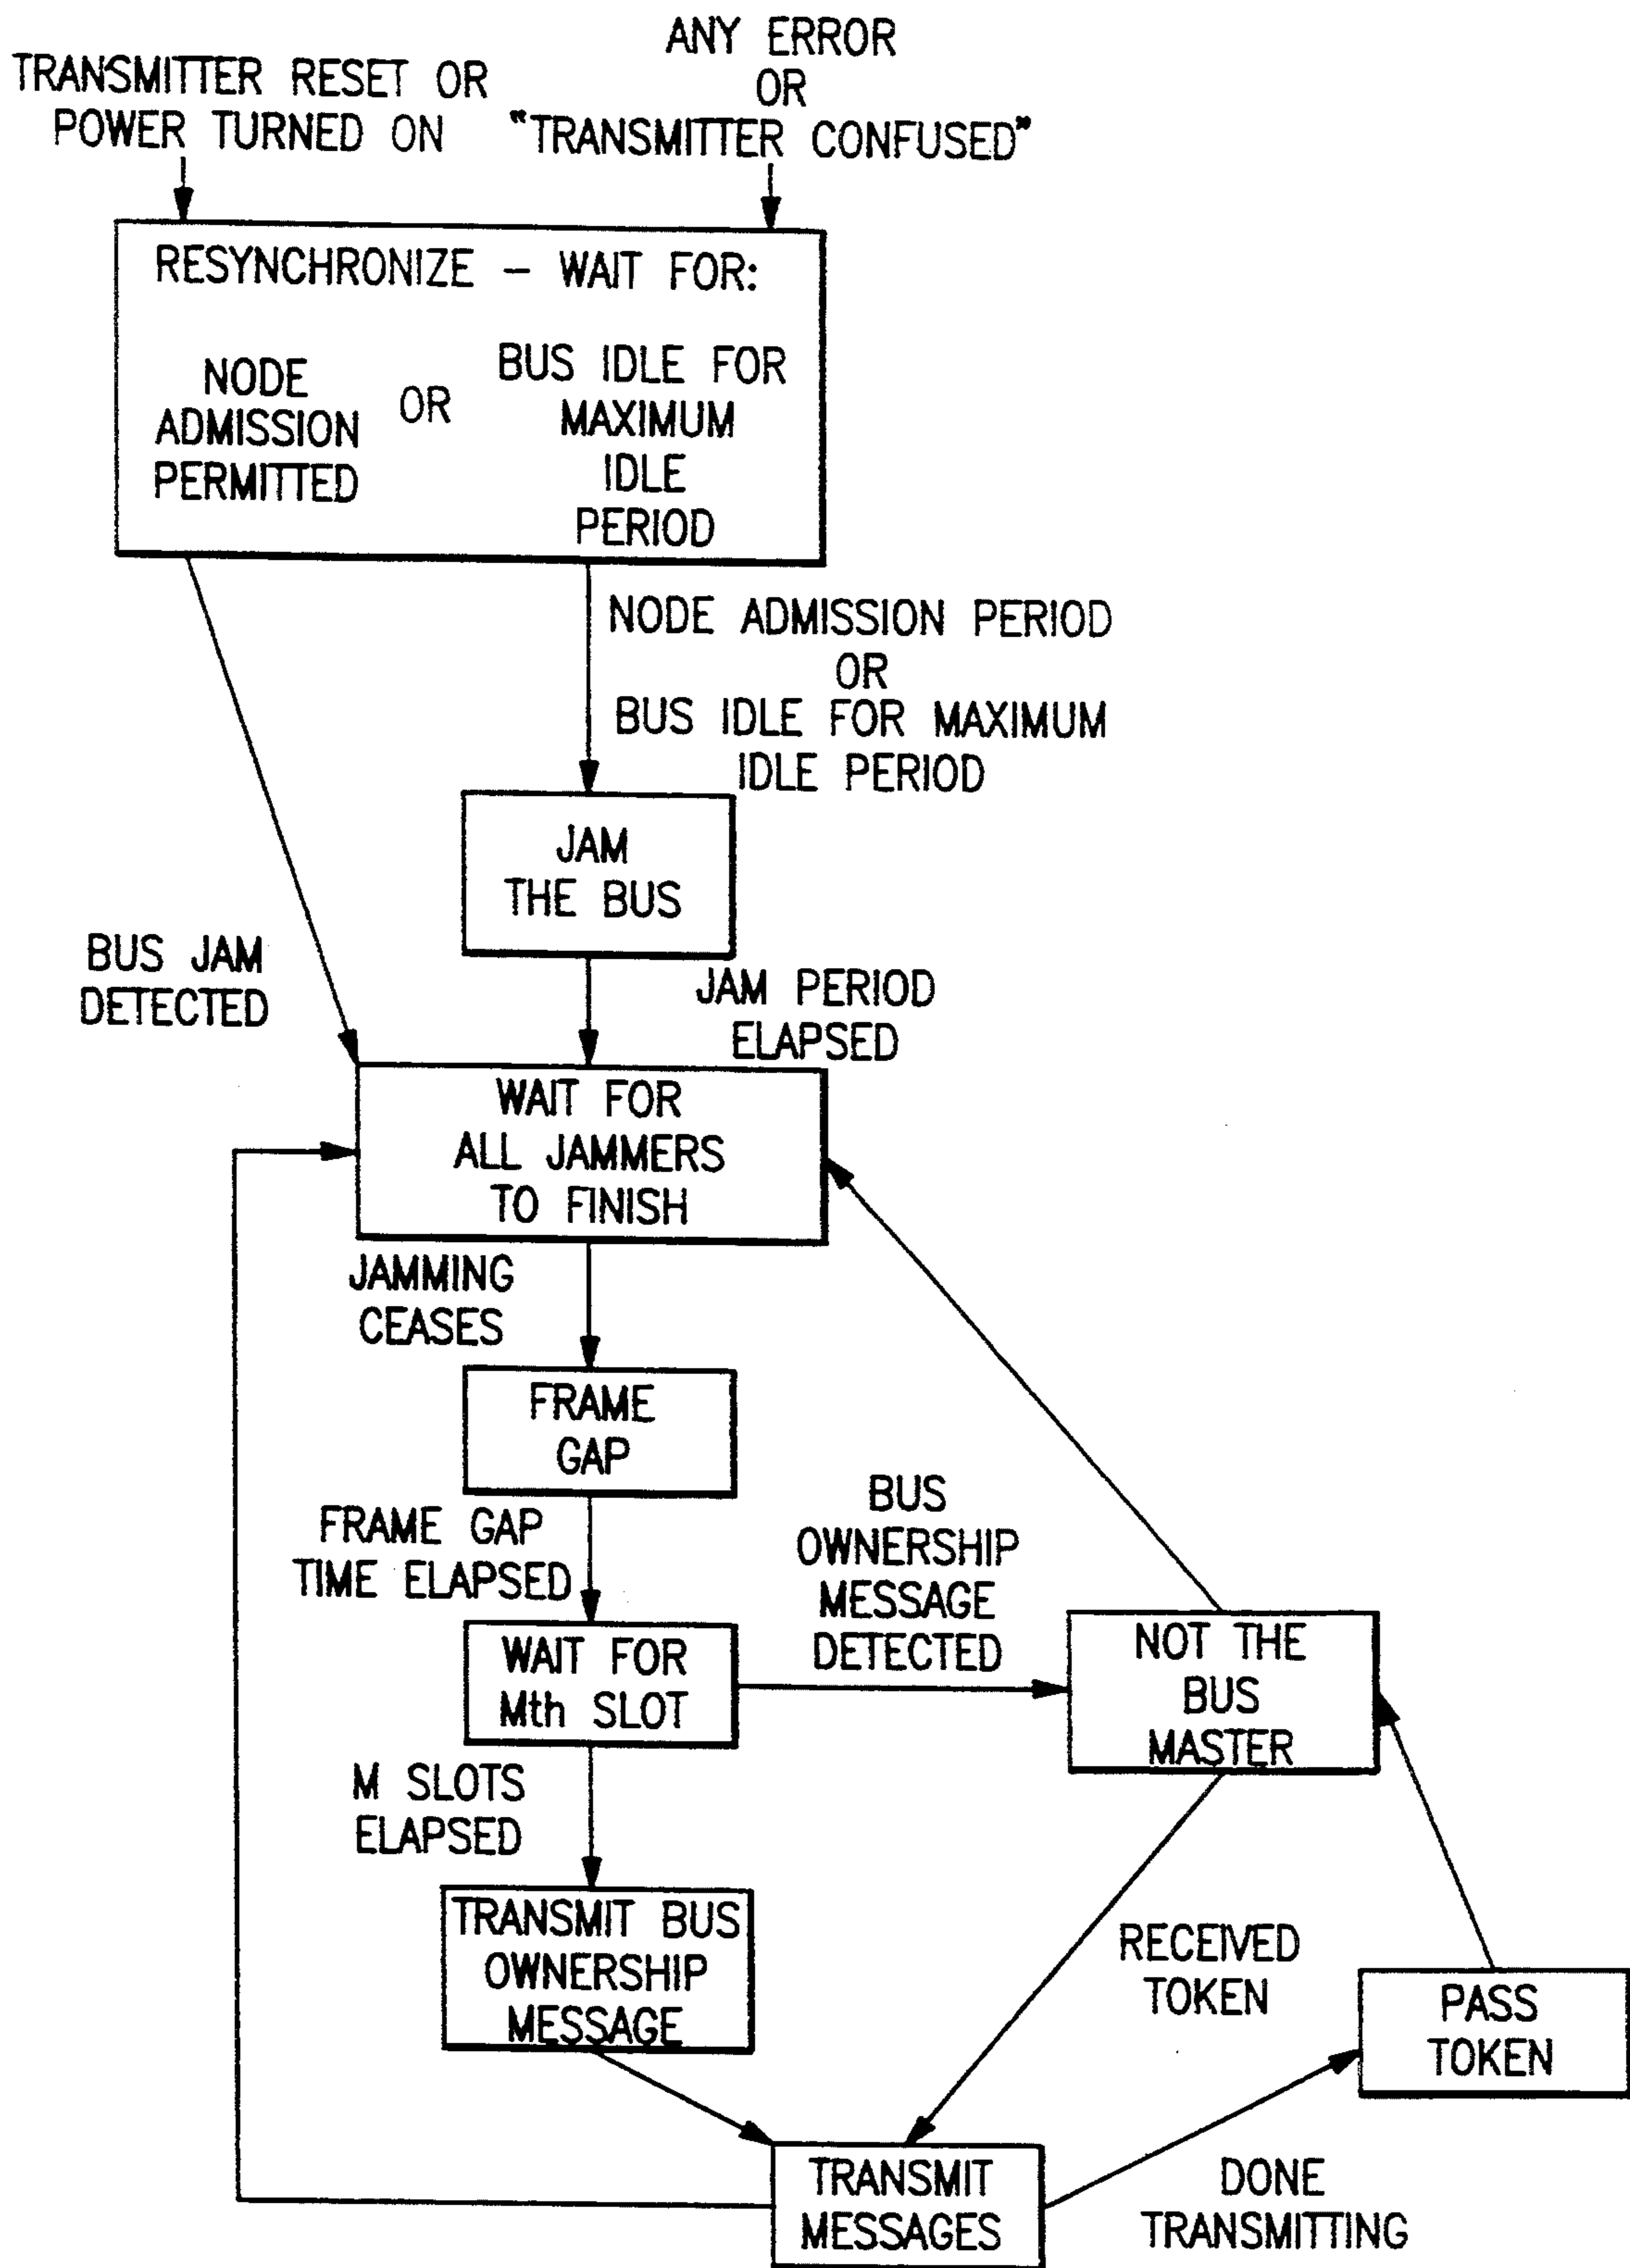 TRANSMITTER RESET OR
POWER TURNED ON
ANY ERROR
OR
"TRANSMITTER CONFUSED"
RESYNCHRONIZE - WAIT FOR:
NODE
ADMISSION
PERMITTED
OR
BUS IDLE FOR
MAXIMUM
IDLE
PERIOD
NODE ADMISSION PERIOD
OR
BUS IDLE FOR MAXIMUM
IDLE PERIOD
JAM
THE BUS
BUS JAM
DETECTED
JAM PERIOD
ELAPSED
WAIT FOR
ALL JAMMERS
TO FINISH
JAMMING
CEASES
FRAME
GAP
FRAME GAP
TIME ELAPSED
BUS
OWNERSHIP
MESSAGE
DETECTED
WAIT FOR
Mth SLOT
NOT THE
BUS
MASTER
M SLOTS
ELAPSED
TRANSMIT BUS
OWNERSHIP
MESSAGE
RECEIVED
TOKEN
PASS
TOKEN
TRANSMIT
MESSAGES
DONE
TRANSMITTING